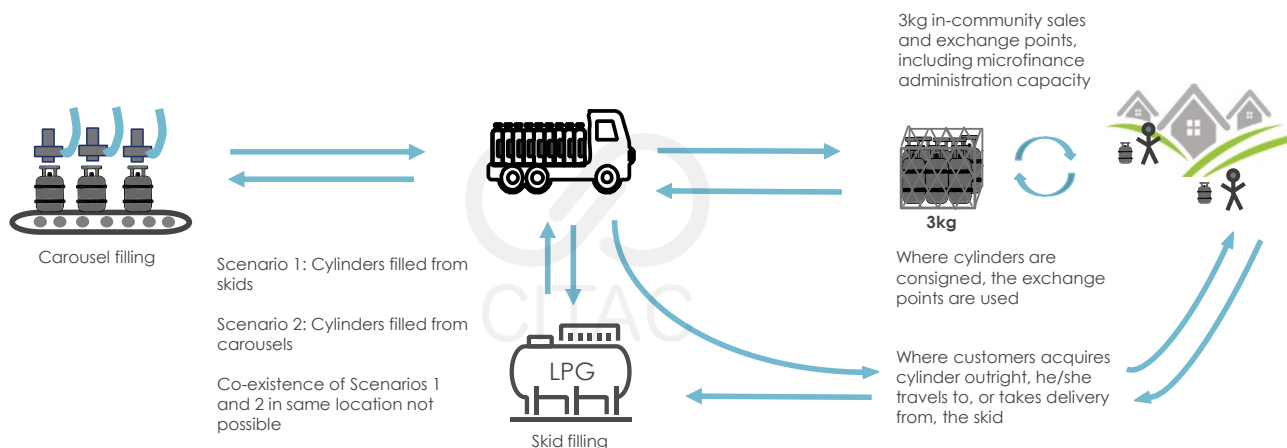 3kg in-community sales
and exchange points,
including microfinance
administration capacity
3kg
Carousel filling
Scenario 1: Cylinders filled from
skids
Scenario 2: Cylinders filled from
carousels
Co-existence of Scenarios 1
and 2 in same location not
possible
CITAC
LPG
Skid filling
Where cylinders are
consigned, the exchange
points are used
Where customers acquires
cylinder outright, he/she
travels to, or takes delivery
from, the skid